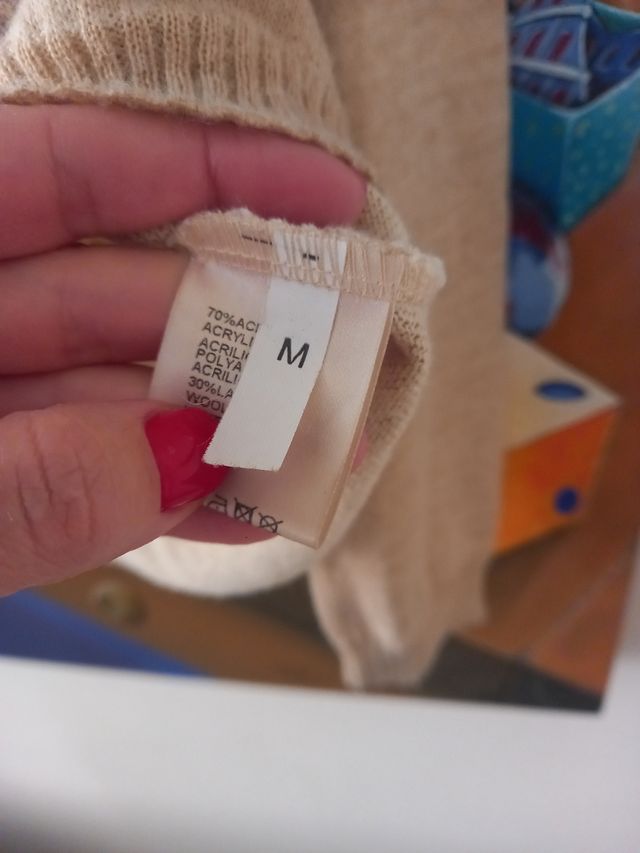 70%ACI
ACRYLI
ACRILI
POLYA
ACRILI
30%LA
WOOL
M